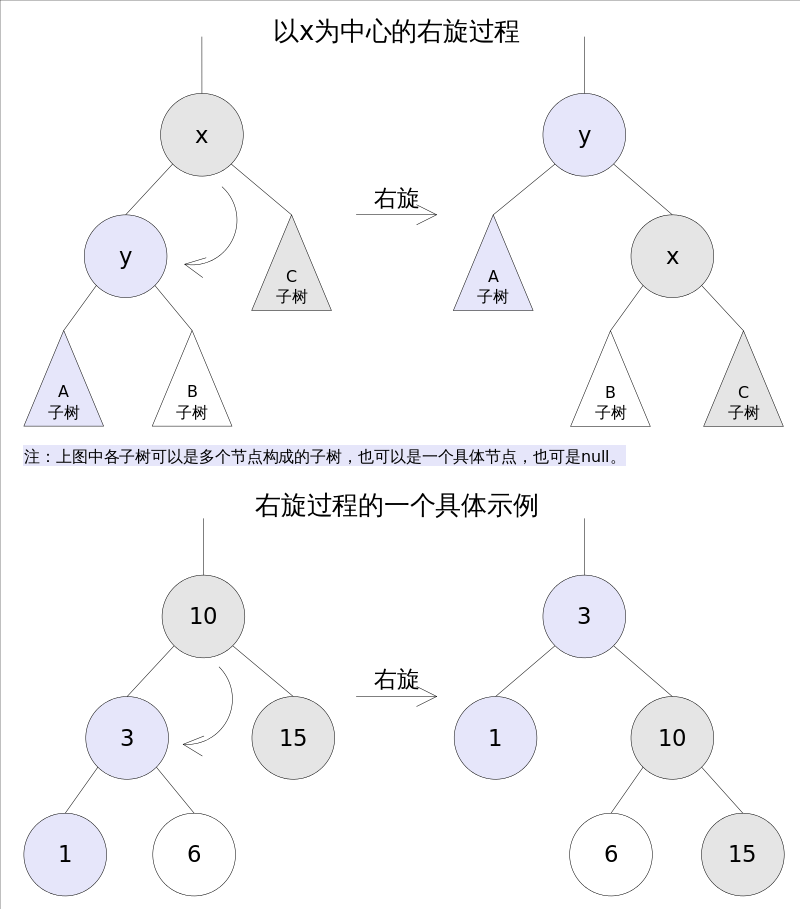 以x为中心的右旋过程
x
y
右旋
y
C
子树
A
子树
x
A
子树
B
子树
B
子树
C
子树
注：上图中各子树可以是多个节点构成的子树，也可以是一个具体节点，也可是null。
右旋过程的一个具体示例
10
3
右旋
3
15
1
10
1
6
6
15